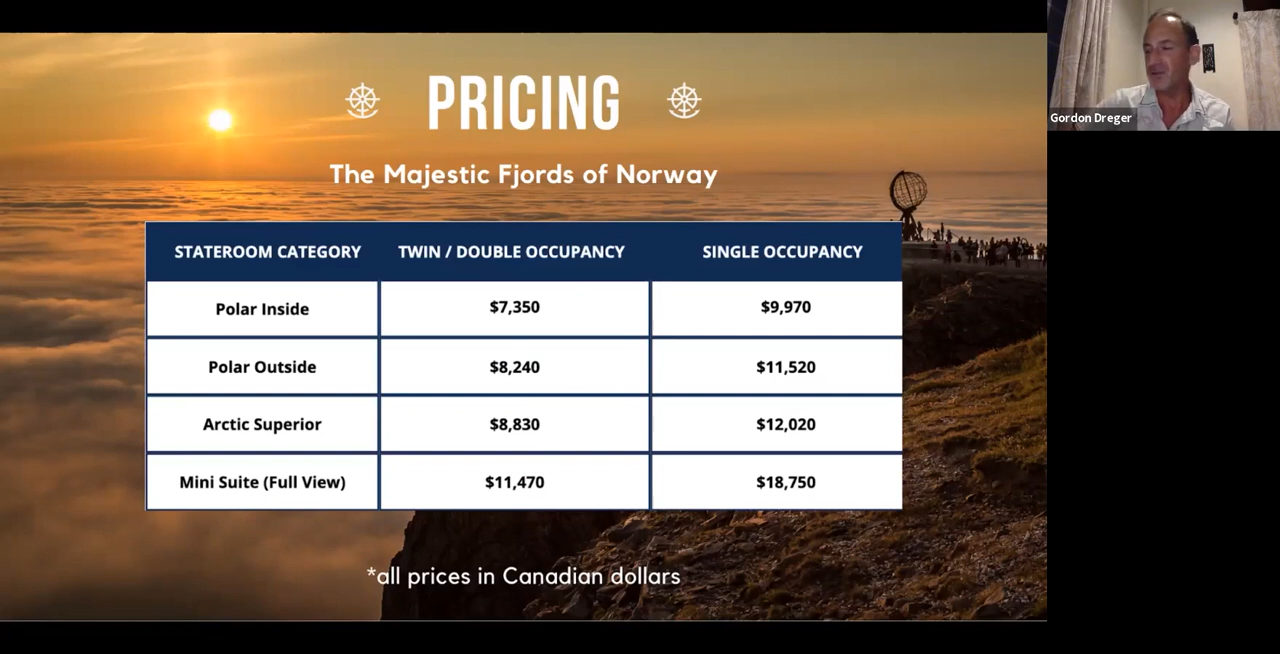 PRICING
The Majestic Fjords of Norway
STATEROOM CATEGORY TWIN / DOUBLE OCCUPANCY SINGLE OCCUPANCY
Polar Inside $7,350 $9,970
Polar Outside $8,240 $11,520
Arctic Superior $8,830 $12,020
Mini Suite (Full View) $11,470 $18,750
*all prices in Canadian dollars
Gordon Dreger